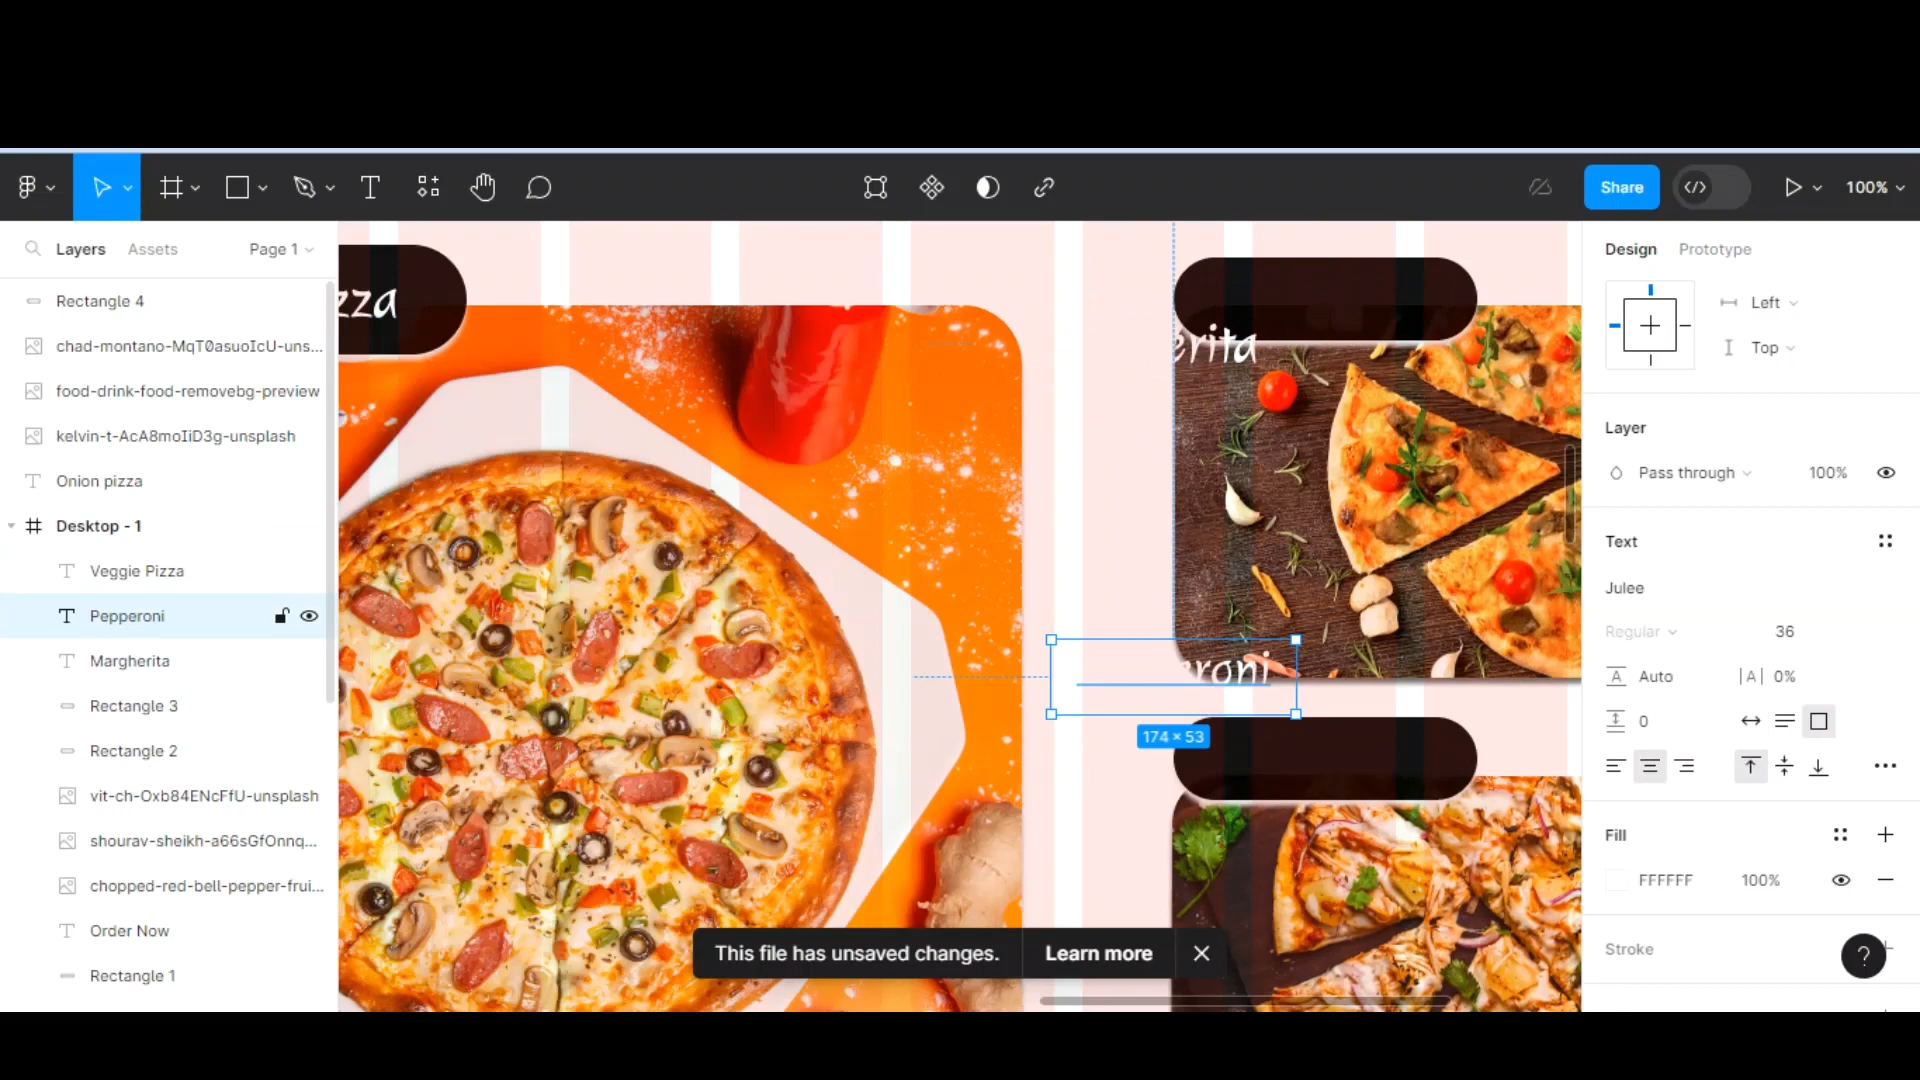 Share
100%
Layers
Assets
Page 1
Rectangle 4
chad-montano-MqT0asuoIcU-uns...
food-drink-food-removebg-preview
kelvin-t-AcA8moIiD3g-unsplash
Onion pizza
Desktop - 1
Veggie Pizza
Pepperoni
Margherita
Rectangle 3
Rectangle 2
vit-ch-Oxb84ENcFfU-unsplash
shourav-sheikh-a66sGfOnnq...
chopped-red-bell-pepper-frui...
Order Now
Rectangle 1
zza
erita
eroni
174 × 53
This file has unsaved changes.
Learn more
Design
Prototype
Left
Top
Layer
Pass through
100%
Text
Julee
Regular
36
Auto
0%
0
Fill
FFFFFF
100%
Stroke
?